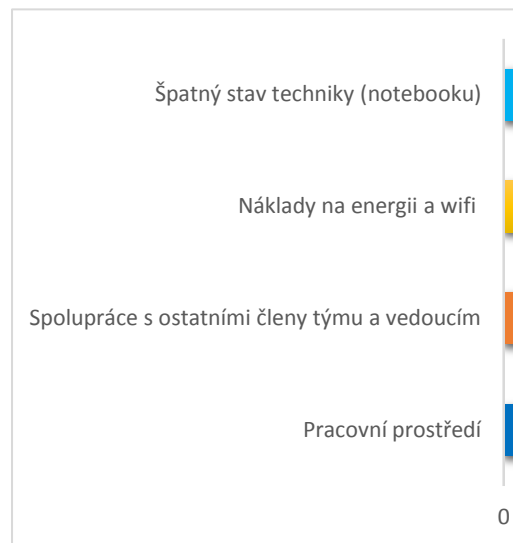 Špatný stav techniky (notebooku)
Náklady na energii a wifi
Spolupráce s ostatními členy týmu a vedoucím
Pracovní prostředí
0